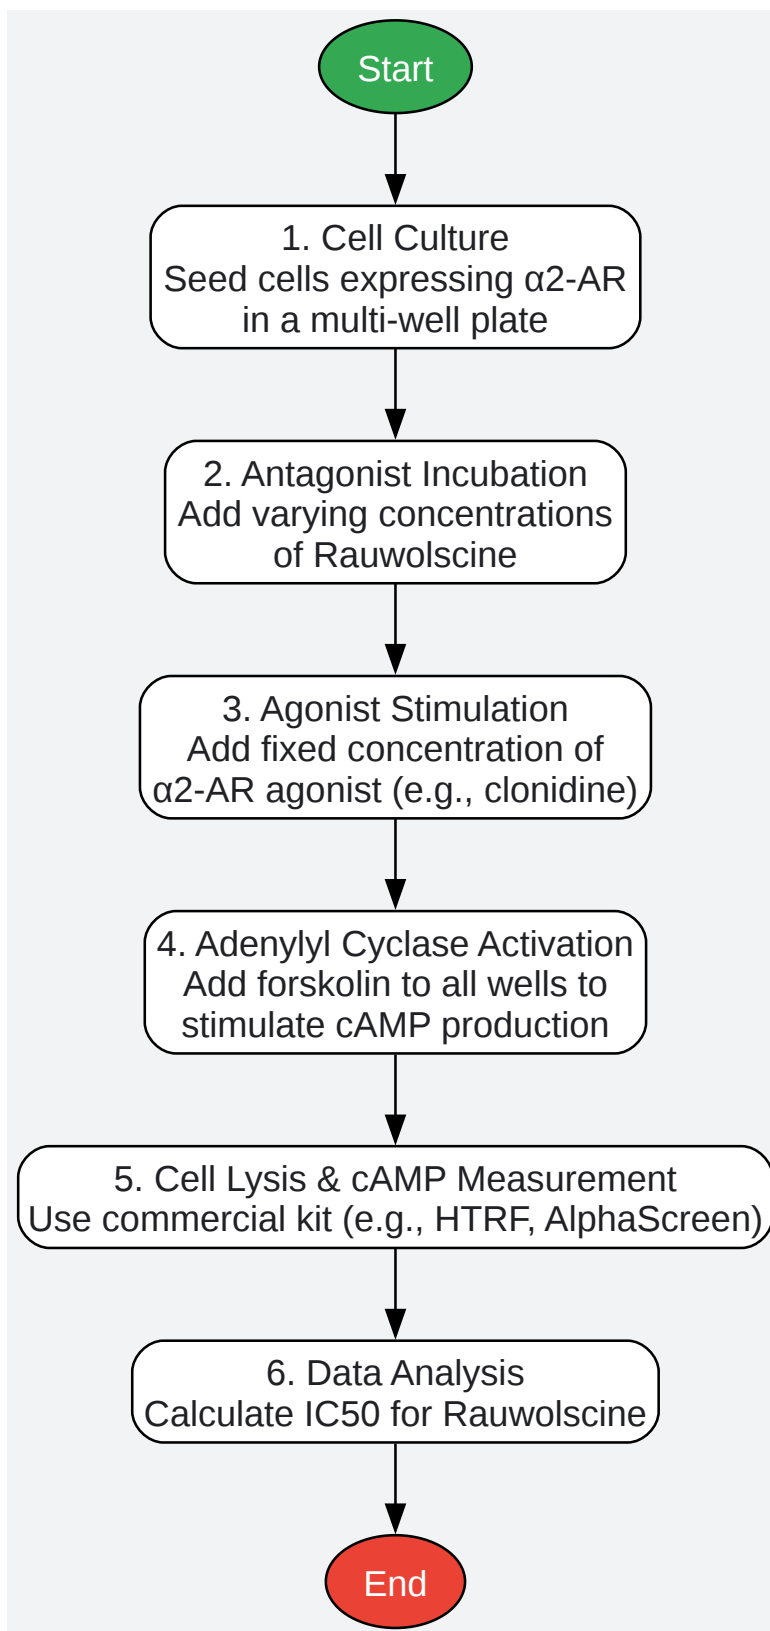 Start
1. Cell Culture
Seed cells expressing α2-AR
in a multi-well plate
2. Antagonist Incubation
Add varying concentrations
of Rauwolscine
3. Agonist Stimulation
Add fixed concentration of
α2-AR agonist (e.g., clonidine)
4. Adenylyl Cyclase Activation
Add forskolin to all wells to
stimulate cAMP production
5. Cell Lysis & cAMP Measurement
Use commercial kit (e.g., HTRF, AlphaScreen)
6. Data Analysis
Calculate IC50 for Rauwolscine
End